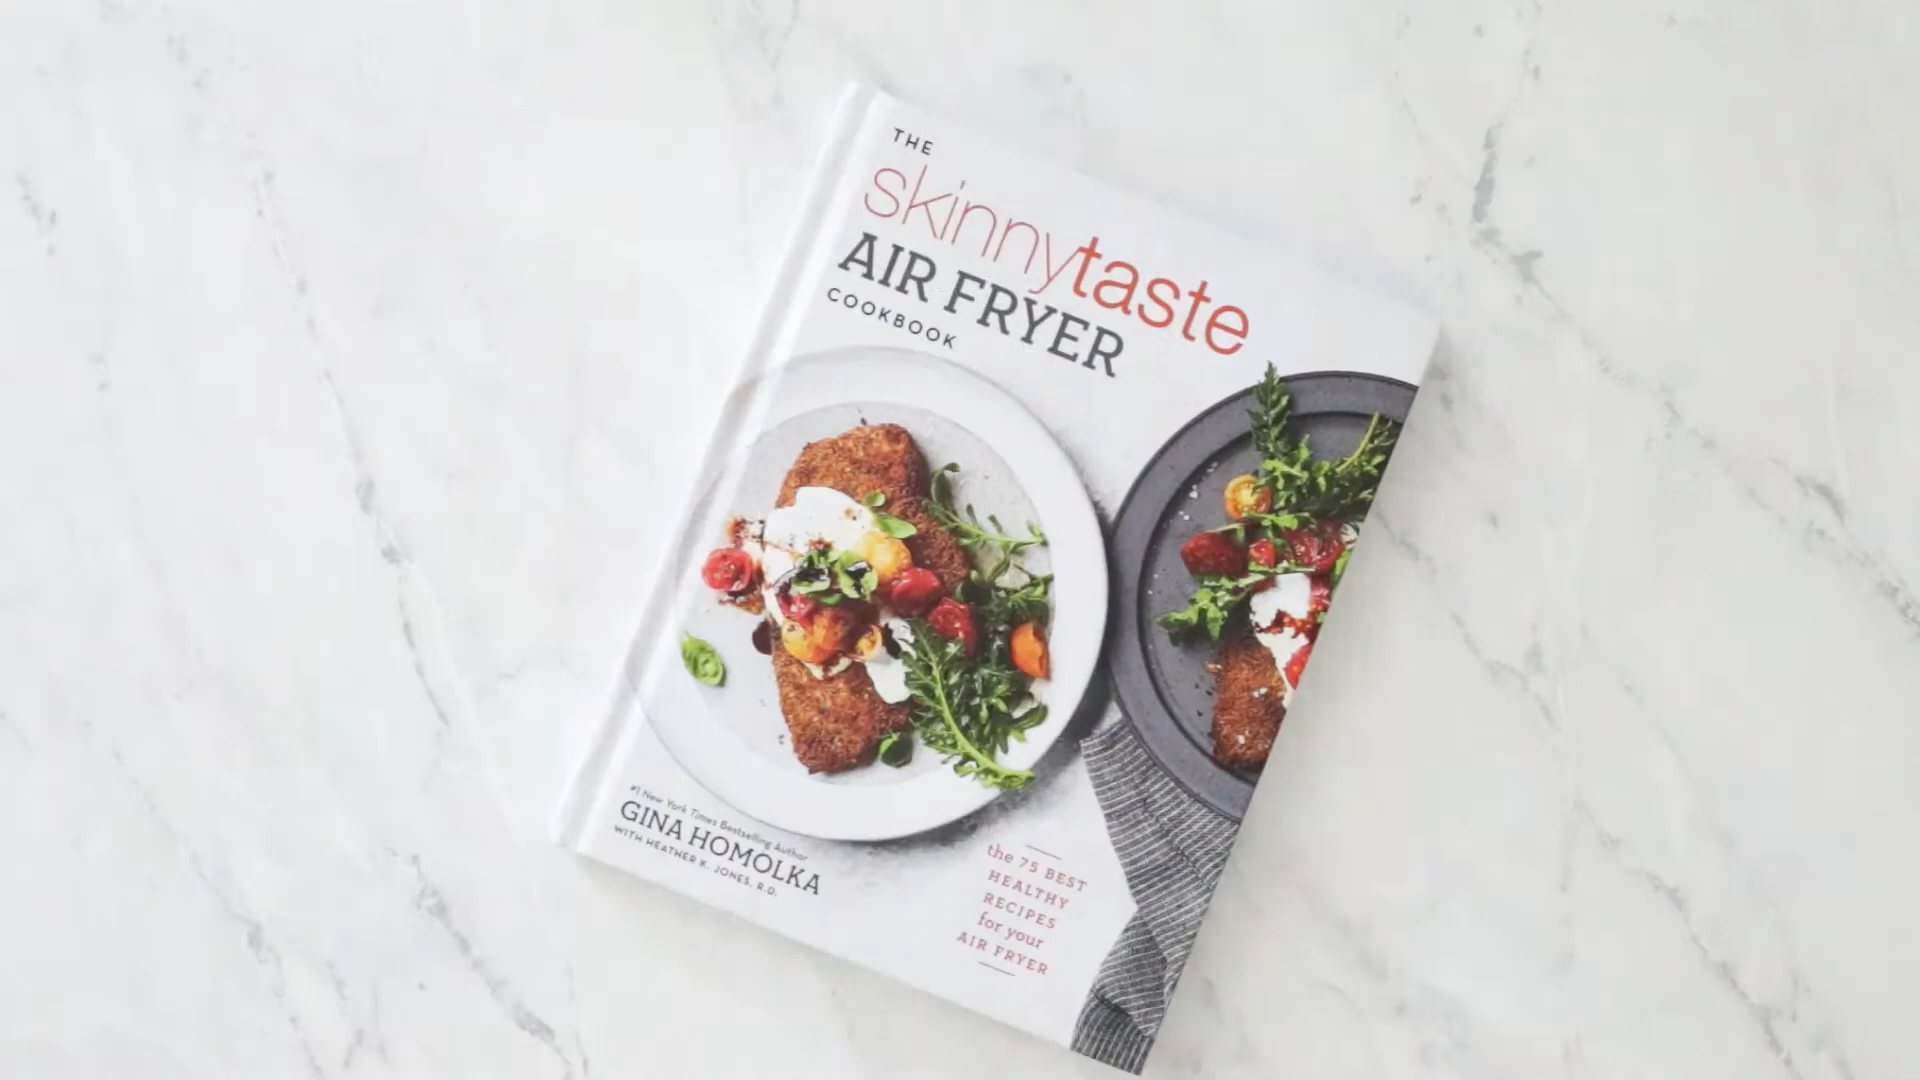 THE
skinnytaste
AIR FRYER
COOKBOOK
#1 New York Times Bestselling Author
GINA HOMOLKA
WITH HEATHER K. JONES, R.D.
the 75 BEST
HEALTHY
RECIPES
for your
AIR FRYER